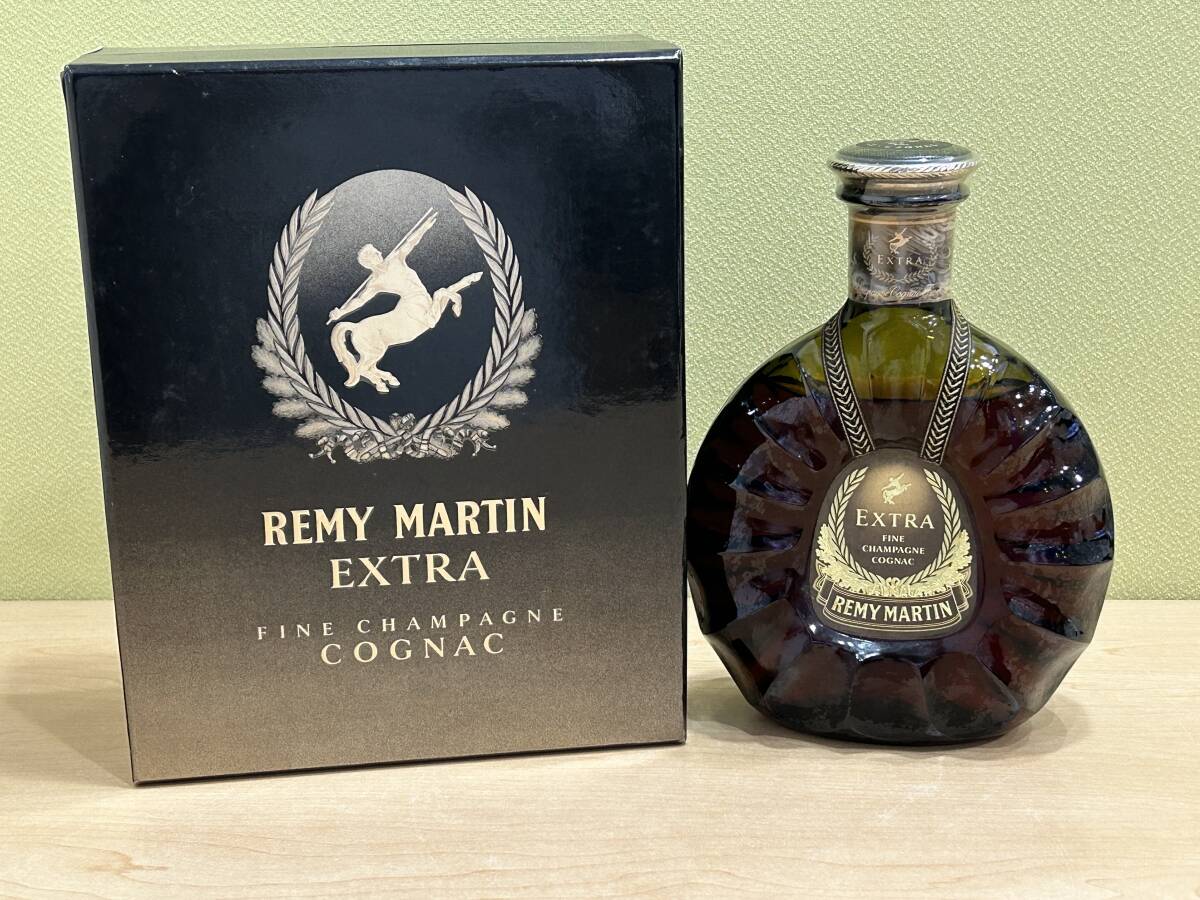 REMY MARTIN
EXTRA
FINE CHAMPAGNE
COGNAC
EXTRA
EXTRA
FINE
CHAMPAGNE
COGNAC
REMY MARTIN